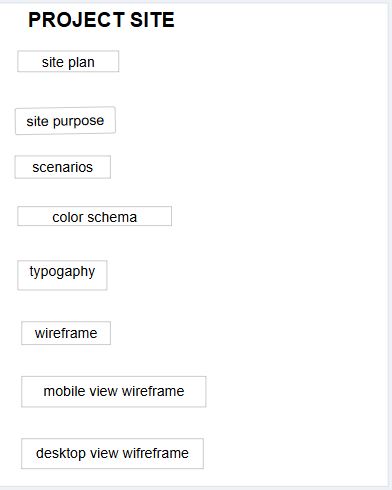 PROJECT SITE
site plan
site purpose
scenarios
color schema
typogaphy
wireframe
mobile view wireframe
desktop view wifreframe